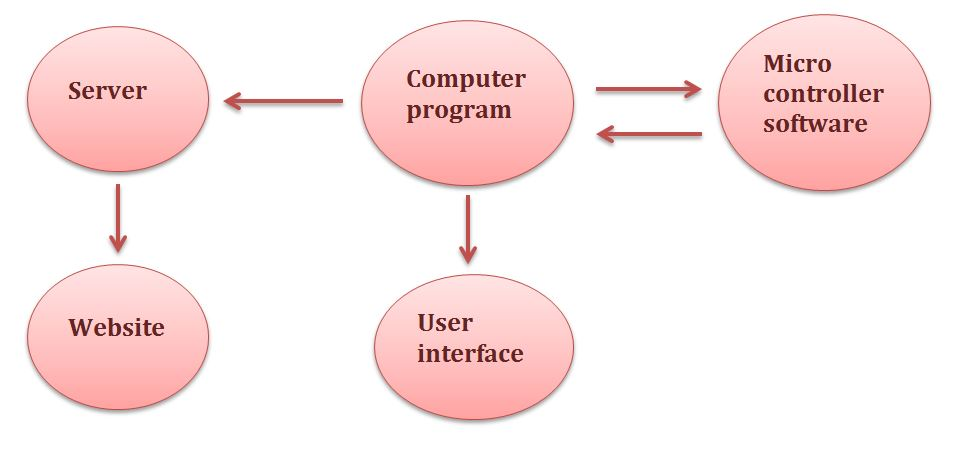 Server
Computer
program
Micro
controller
software
Website
User
interface